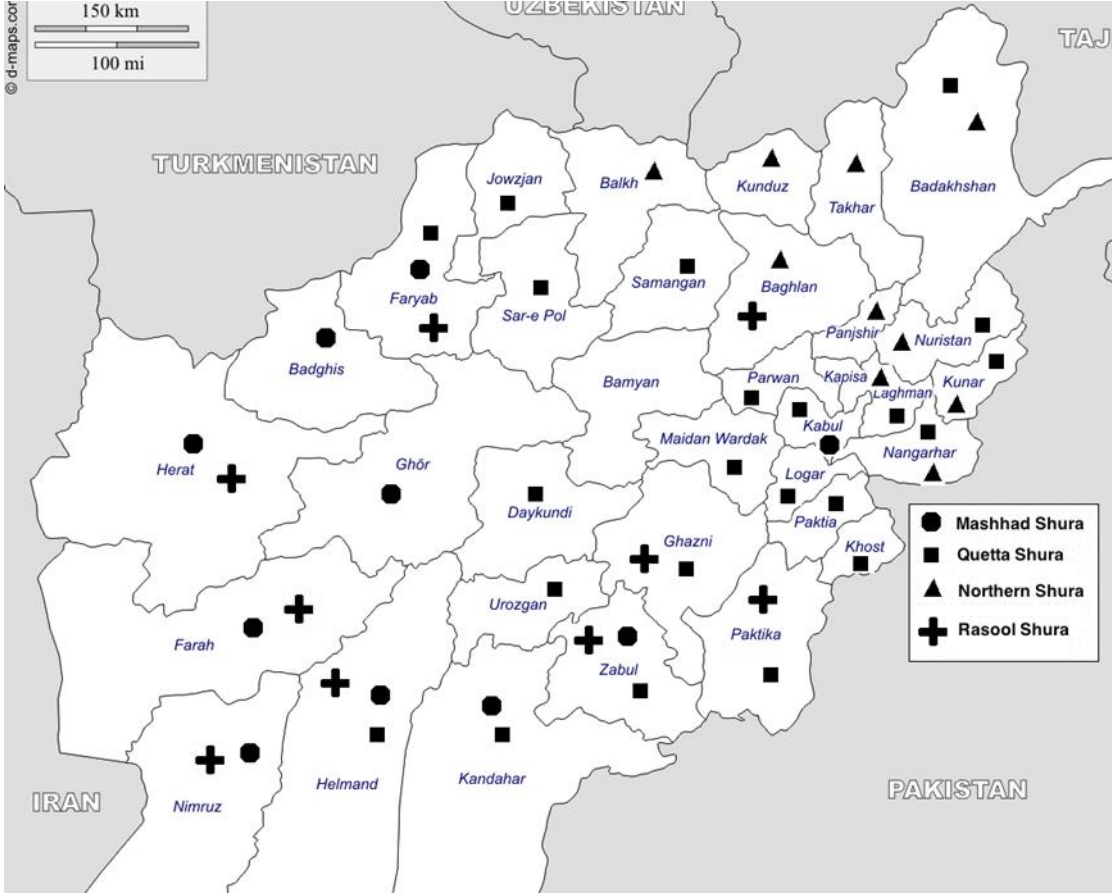 UZBEKISTAN
150 km
100 mi
© d-maps.com
TAJ
TURKMENISTAN
Jowzjan
Balkh
Kunduz
Takhar
Badakhshan
Faryab
Sar-e Pol
Samangan
Baghlan
Panjshir
Nuristan
Badghis
Bamyan
Parwan
Kapisa
Laghman
Kunar
Kabul
Maidan Wardak
Nangarhar
Herat
Ghōr
Logar
Daykundi
Paktia
Ghazni
Khost
Mashhad Shura
Quetta Shura
Northern Shura
Rasool Shura
Urozgan
Paktika
Farah
Zabul
Helmand
Kandahar
Nimruz
IRAN
PAKISTAN